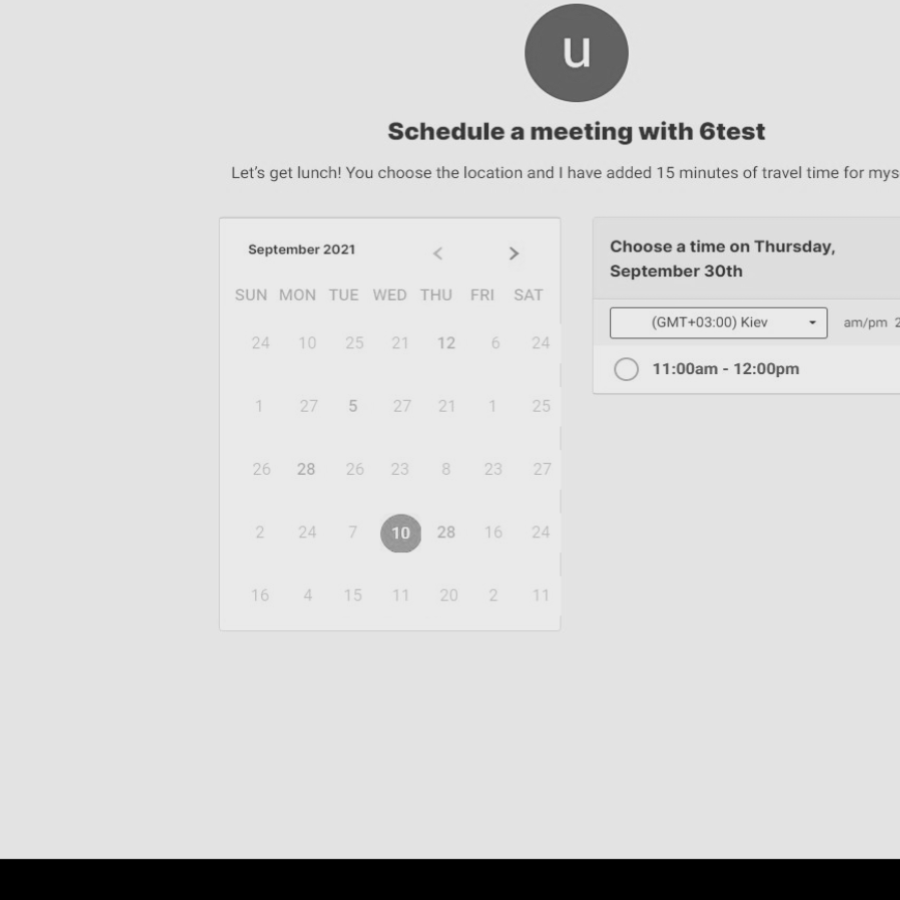 u
Schedule a meeting with 6test
Let's get lunch! You choose the location and I have added 15 minutes of travel time for mys
September 2021
SUN MON TUE WED THU FRI SAT
24 10 25 21 12 6 24
1 27 5 27 21 1 25
26 28 26 23 8 23 27
2 24 7 10 28 16 24
16 4 15 11 20 2 11
Choose a time on Thursday,
September 30th
(GMT+03:00) Kiev am/pm 2
11:00am - 12:00pm